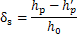 δₛ = (hₚ − h′ₚ) / h₀